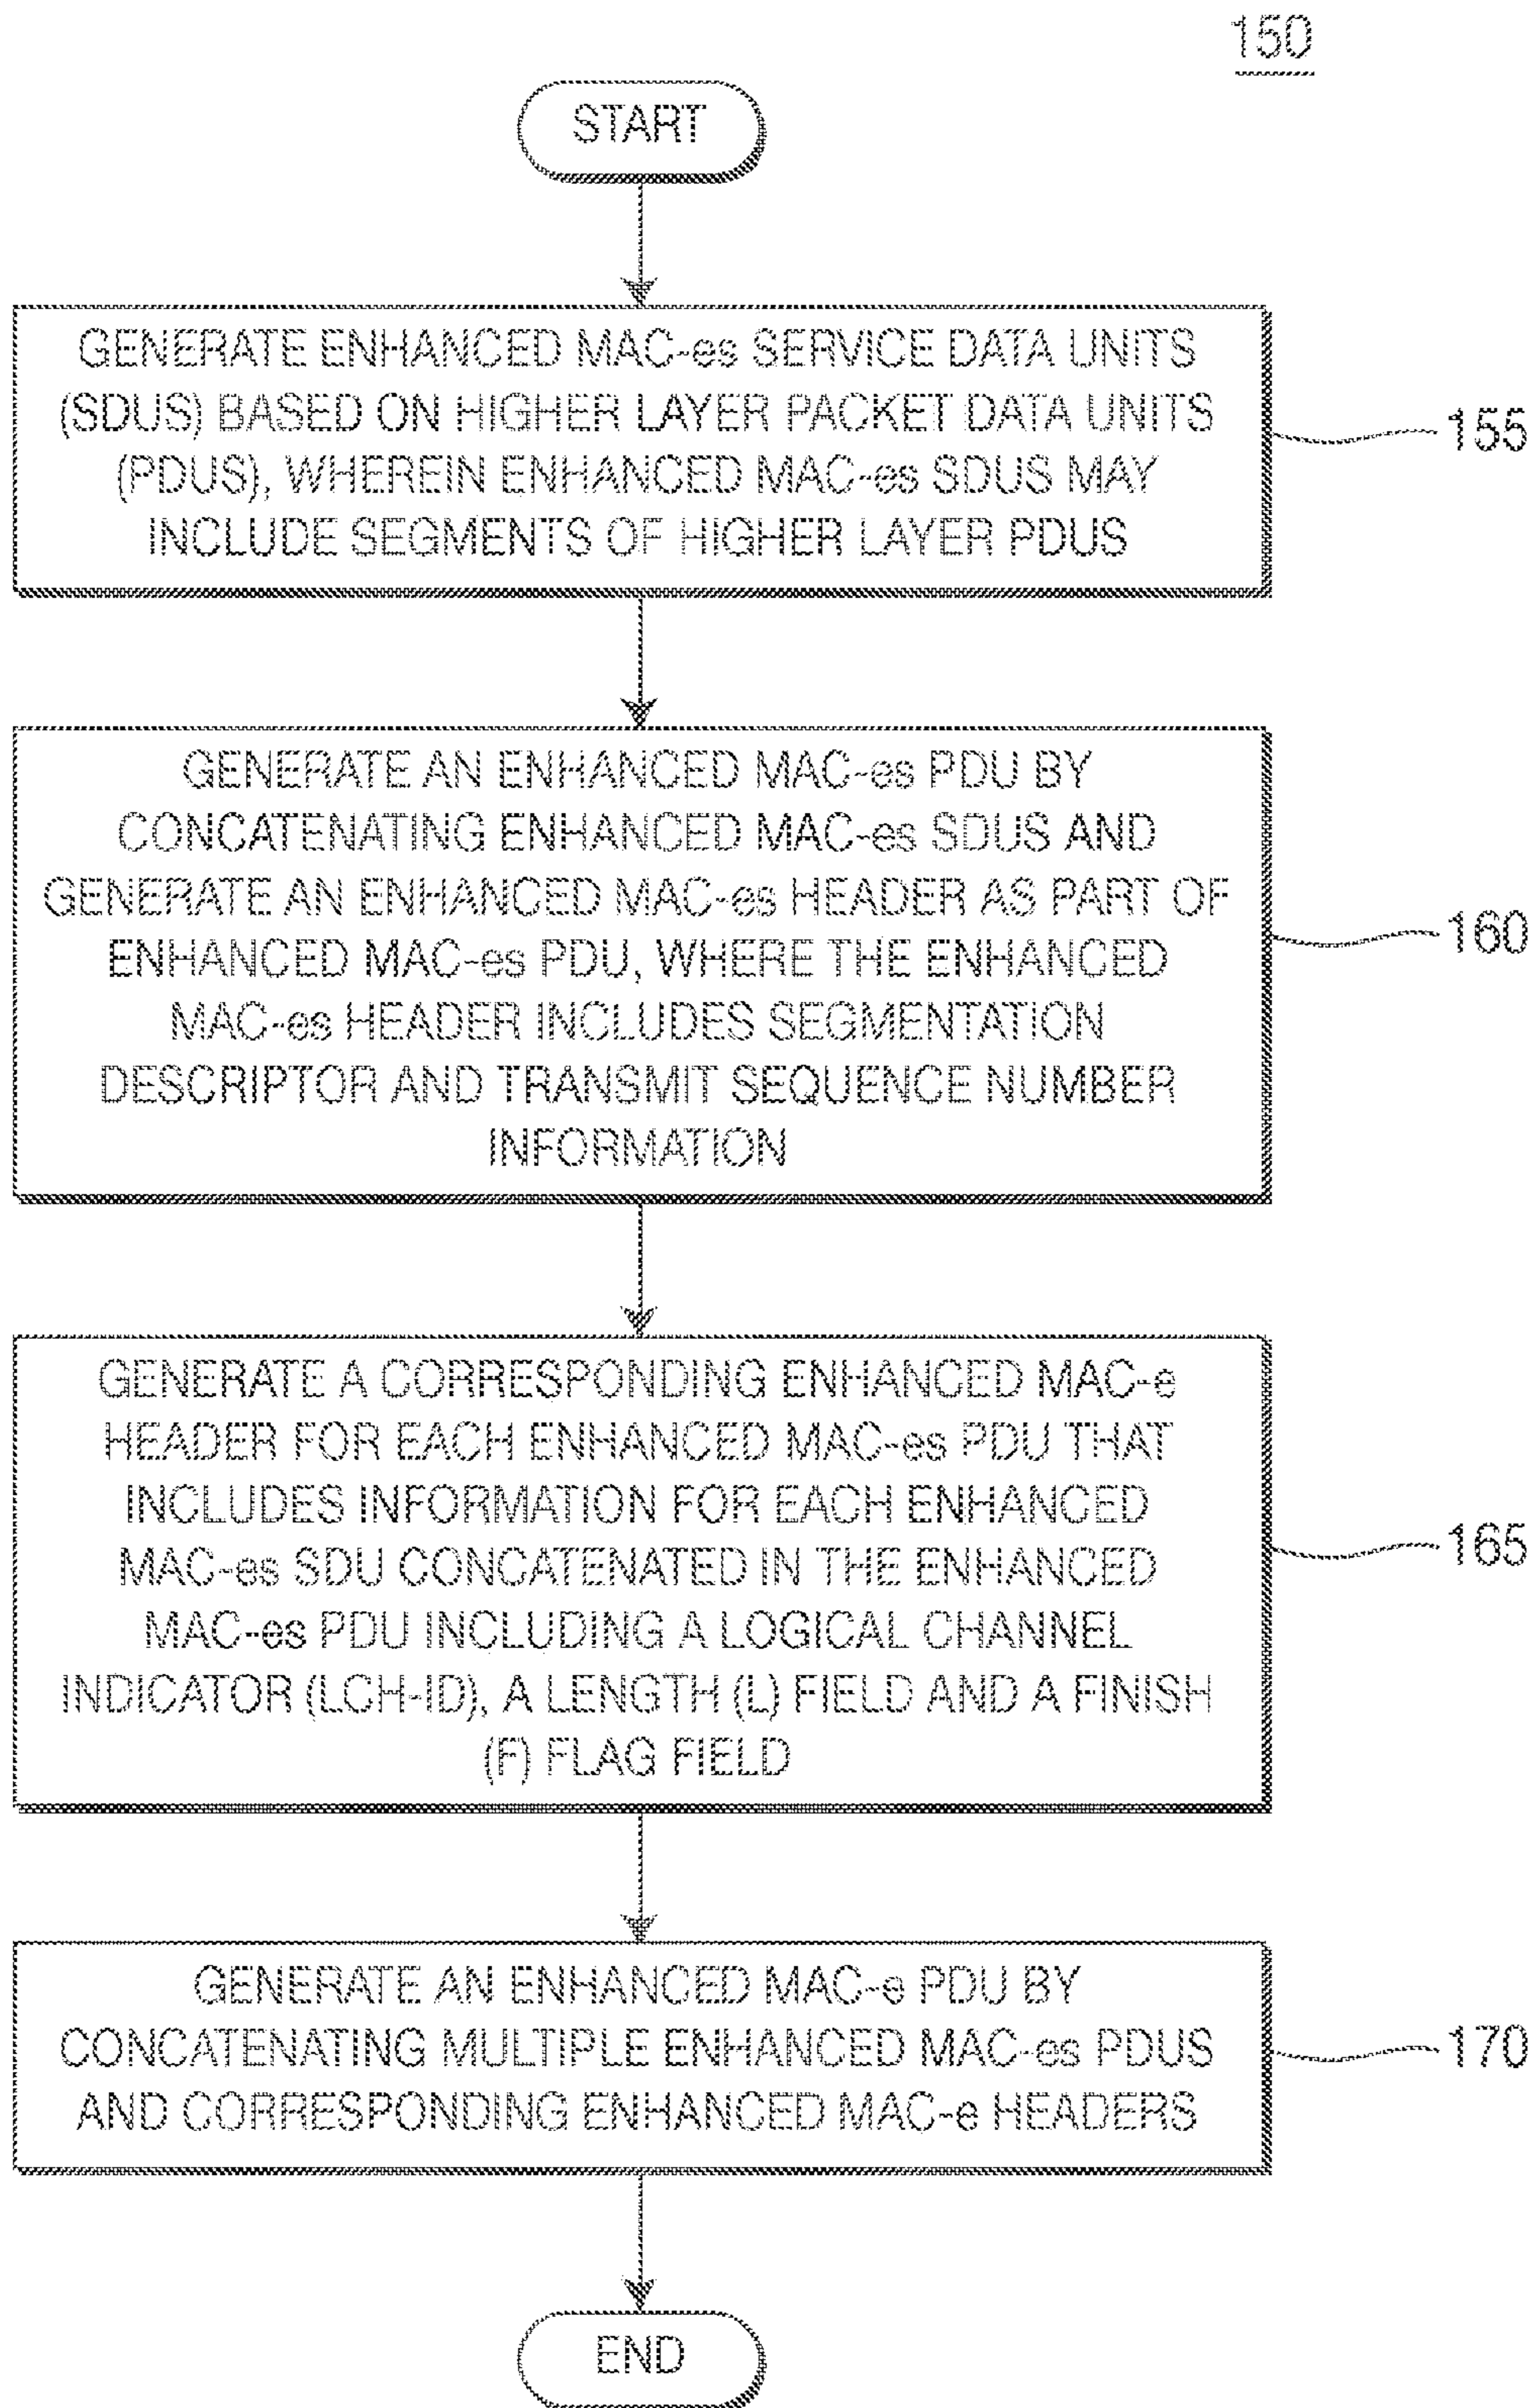 150
START
GENERATE ENHANCED MAC-es SERVICE DATA UNITS
(SDUS) BASED ON HIGHER LAYER PACKET DATA UNITS
(PDUS), WHEREIN ENHANCED MAC-es SDUS MAY
INCLUDE SEGMENTS OF HIGHER LAYER PDUS
155
GENERATE AN ENHANCED MAC-es PDU BY
CONCATENATING ENHANCED MAC-es SDUS AND
GENERATE AN ENHANCED MAC-es HEADER AS PART OF
ENHANCED MAC-es PDU, WHERE THE ENHANCED
MAC-es HEADER INCLUDES SEGMENTATION
DESCRIPTOR AND TRANSMIT SEQUENCE NUMBER
INFORMATION
160
GENERATE A CORRESPONDING ENHANCED MAC-e
HEADER FOR EACH ENHANCED MAC-es PDU THAT
INCLUDES INFORMATION FOR EACH ENHANCED
MAC-es SDU CONCATENATED IN THE ENHANCED
MAC-es PDU INCLUDING A LOGICAL CHANNEL
INDICATOR (LCH-ID), A LENGTH (L) FIELD AND A FINISH
(F) FLAG FIELD
165
GENERATE AN ENHANCED MAC-e PDU BY
CONCATENATING MULTIPLE ENHANCED MAC-es PDUS
AND CORRESPONDING ENHANCED MAC-e HEADERS
170
END